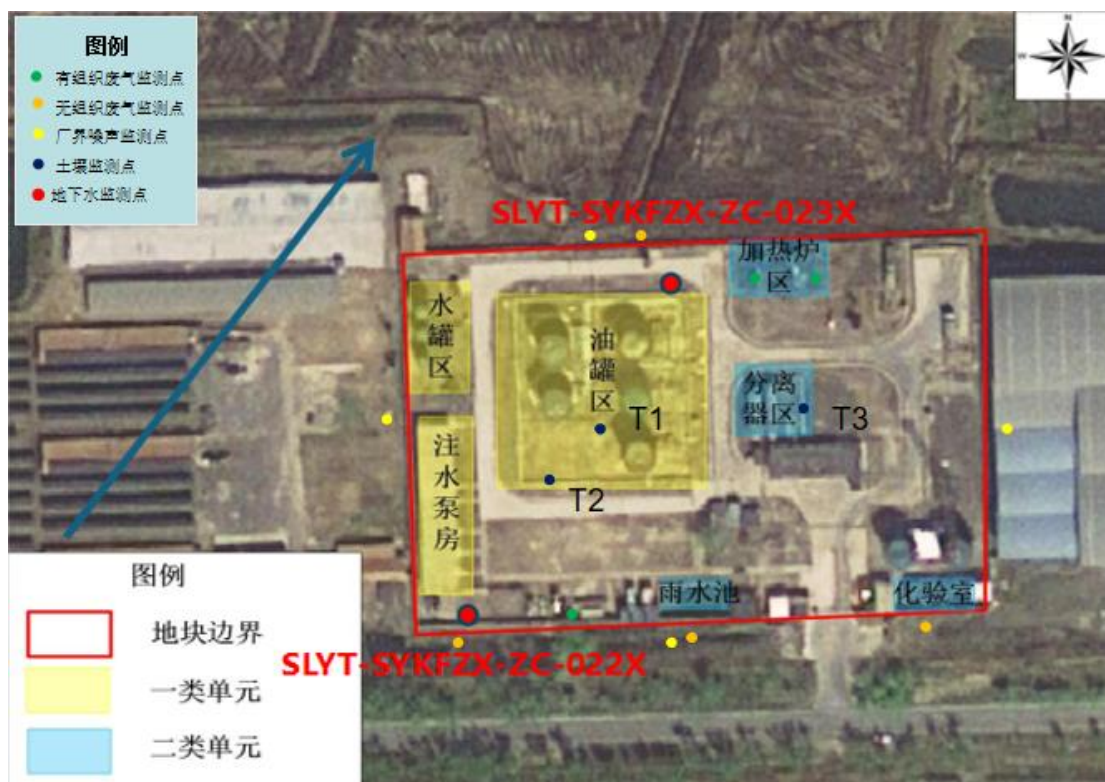 图例
有组织废气监测点
无组织废气监测点
厂界噪声监测点
土壤监测点
地下水监测点
N
W
E
S
SLYT-SYKFZX-ZC-023X
加热炉区
水罐区
油罐区
分离器区
T1
T3
T2
注水泵房
雨水池
化验室
SLYT-SYKFZX-ZC-022X
图例
地块边界
一类单元
二类单元